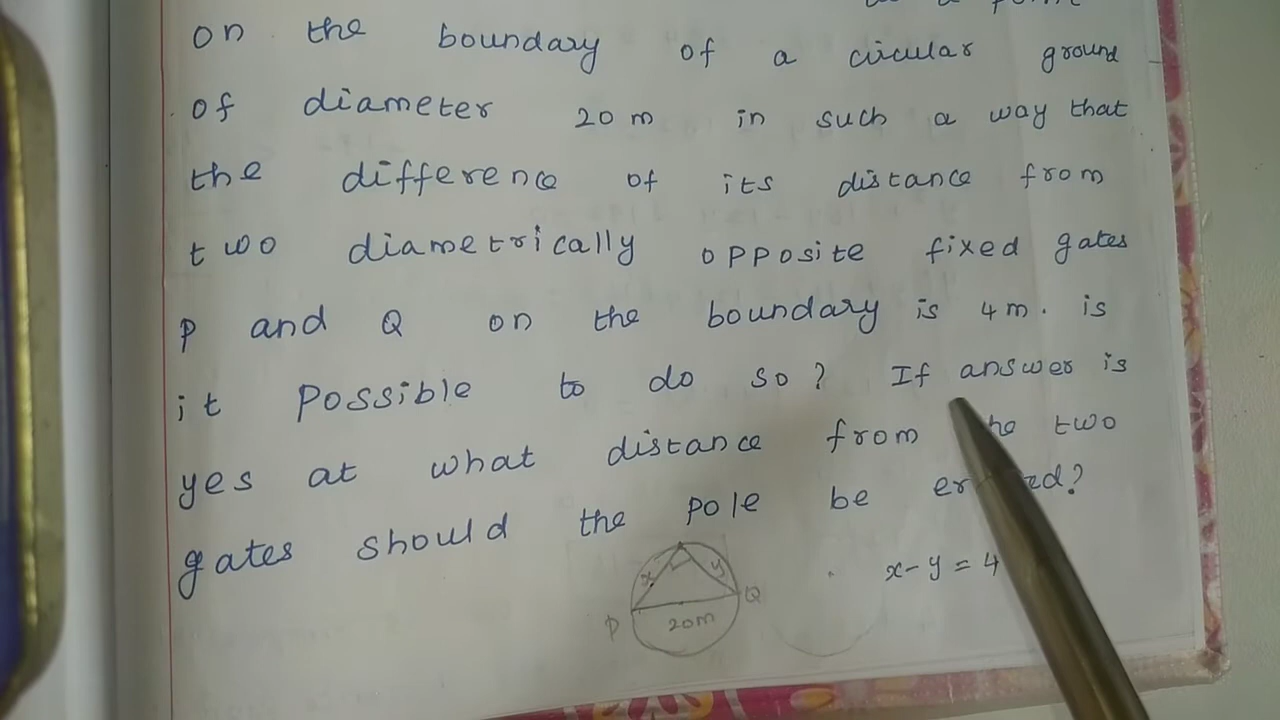 on the boundary of a circular ground
of diameter 20 m in such a way that
the difference of its distance from
two diametrically opposite fixed gates
P and Q on the boundary is 4 m. is
it possible to do so? If answer is
yes at what distance from two
gates should the pole be
x - y = 4
x y
P Q
20m